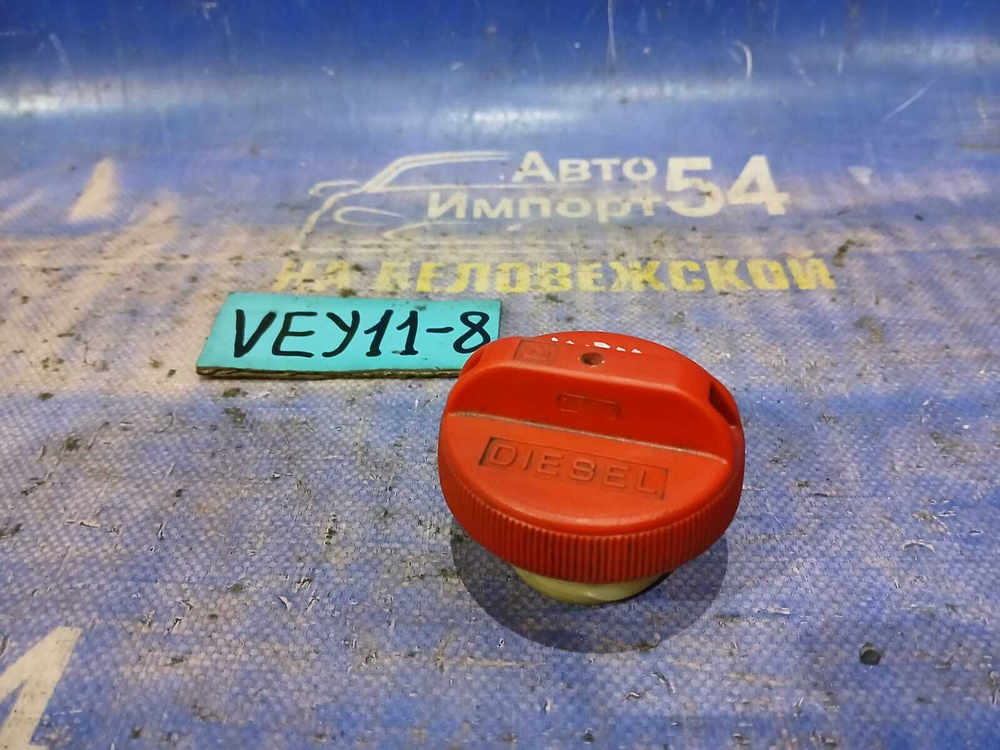 Авто
Импорт 54
НА БЕЛОВЕЖСКОЙ
VEY11-8
DIESEL